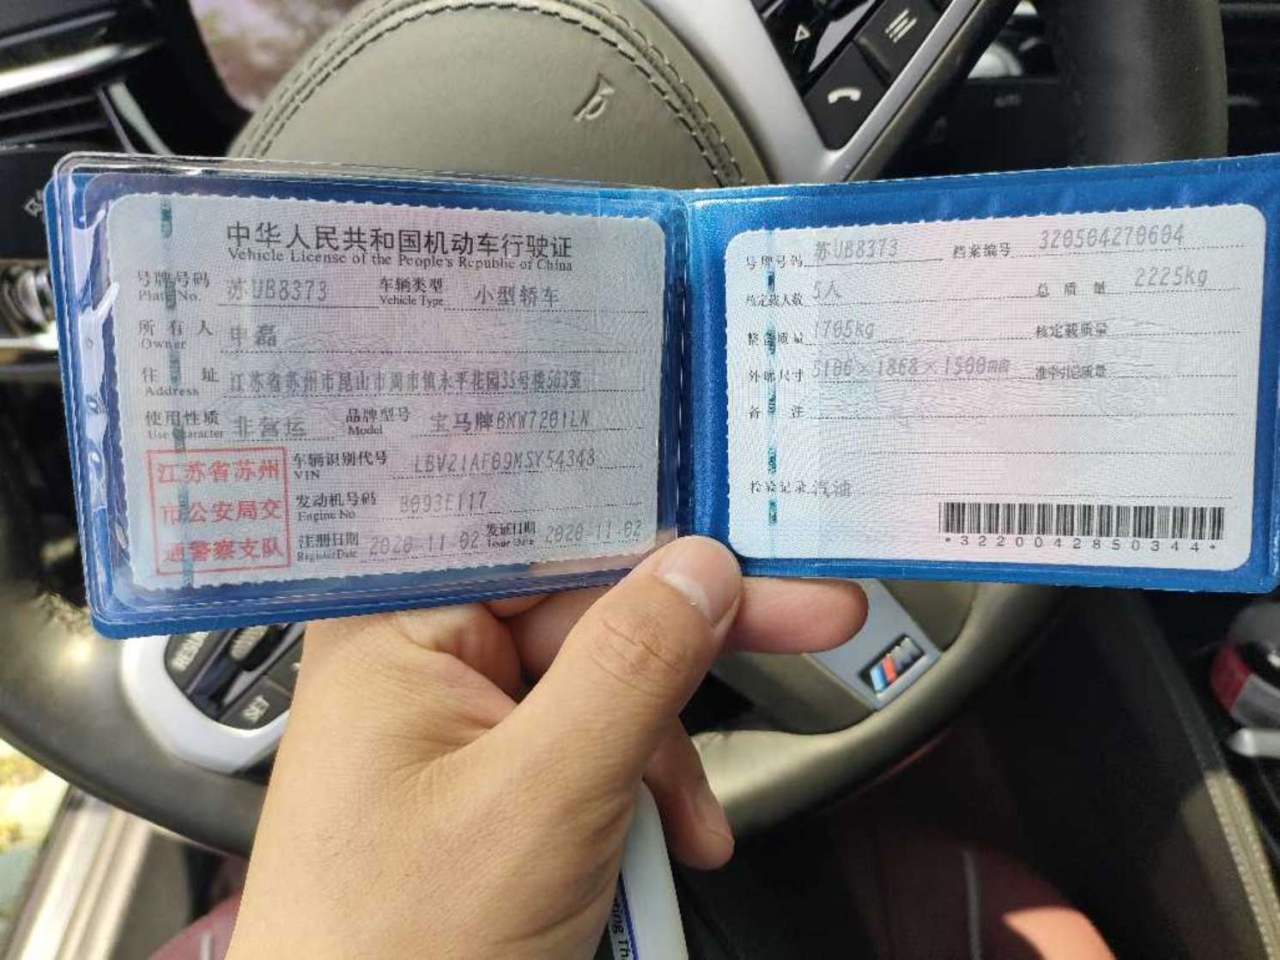 中华人民共和国机动车行驶证
Vehicle License of the People's Republic of China
号牌号码 苏UB8373 车辆类型 小型轿车
Plate No. Vehicle Type
所有人 申磊
Owner
住址 江苏省苏州市昆山市周市镇永平花园35号楼503室
Address
使用性质 非营运 品牌型号 宝马牌BMW7201LN
Use Character Model
江苏省苏州
市公安局交
通警察支队
车辆识别代号 LBV21AF09MSY54348
VIN
发动机号码 B093F117
Engine No.
注册日期 2020-11-02 发证日期 2020-11-02
Register Date Issue Date
号牌号码 苏UB8373 档案编号 320504270604
核定载人数 5人 总质量 2225kg
整备质量 1705kg 核定载质量
外廓尺寸 5106×1868×1500mm 准牵引总质量
备注
检验记录 汽油
*3220042850344*
SET